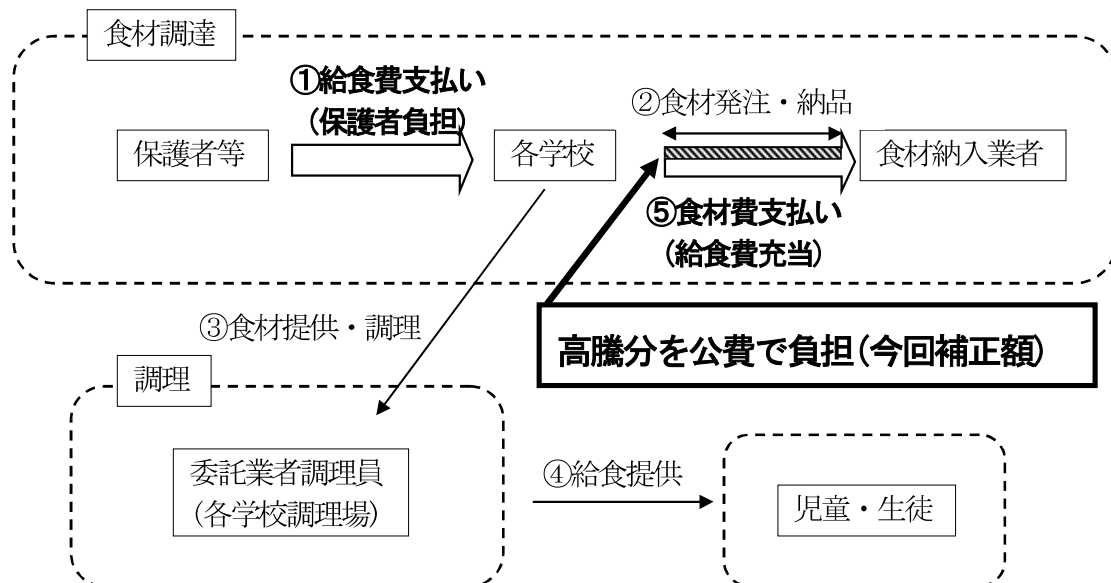 食材調達
①給食費支払い
(保護者負担)
②食材発注・納品
保護者等
各学校
食材納入業者
⑤食材費支払い
(給食費充当)
③食材提供・調理
高騰分を公費で負担(今回補正額)
調理
委託業者調理員
(各学校調理場)
④給食提供
児童・生徒